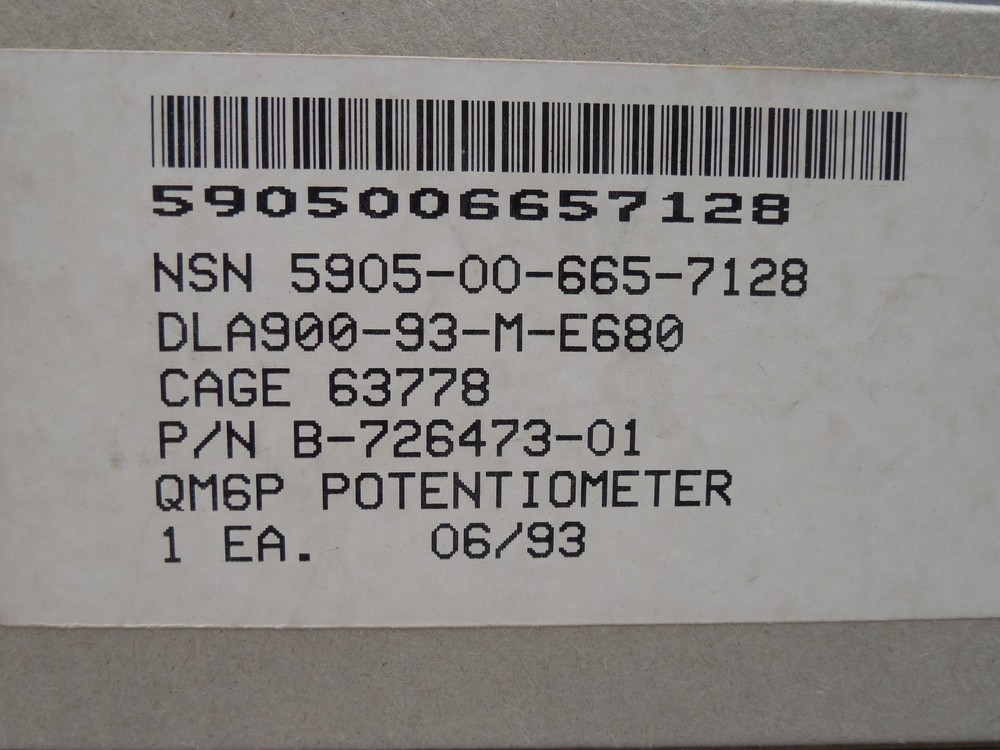 5905006657128
NSN 5905-00-665-7128
DLA900-93-M-E680
CAGE 63778
P/N B-726473-01
QM6P POTENTIOMETER
1 EA. 06/93